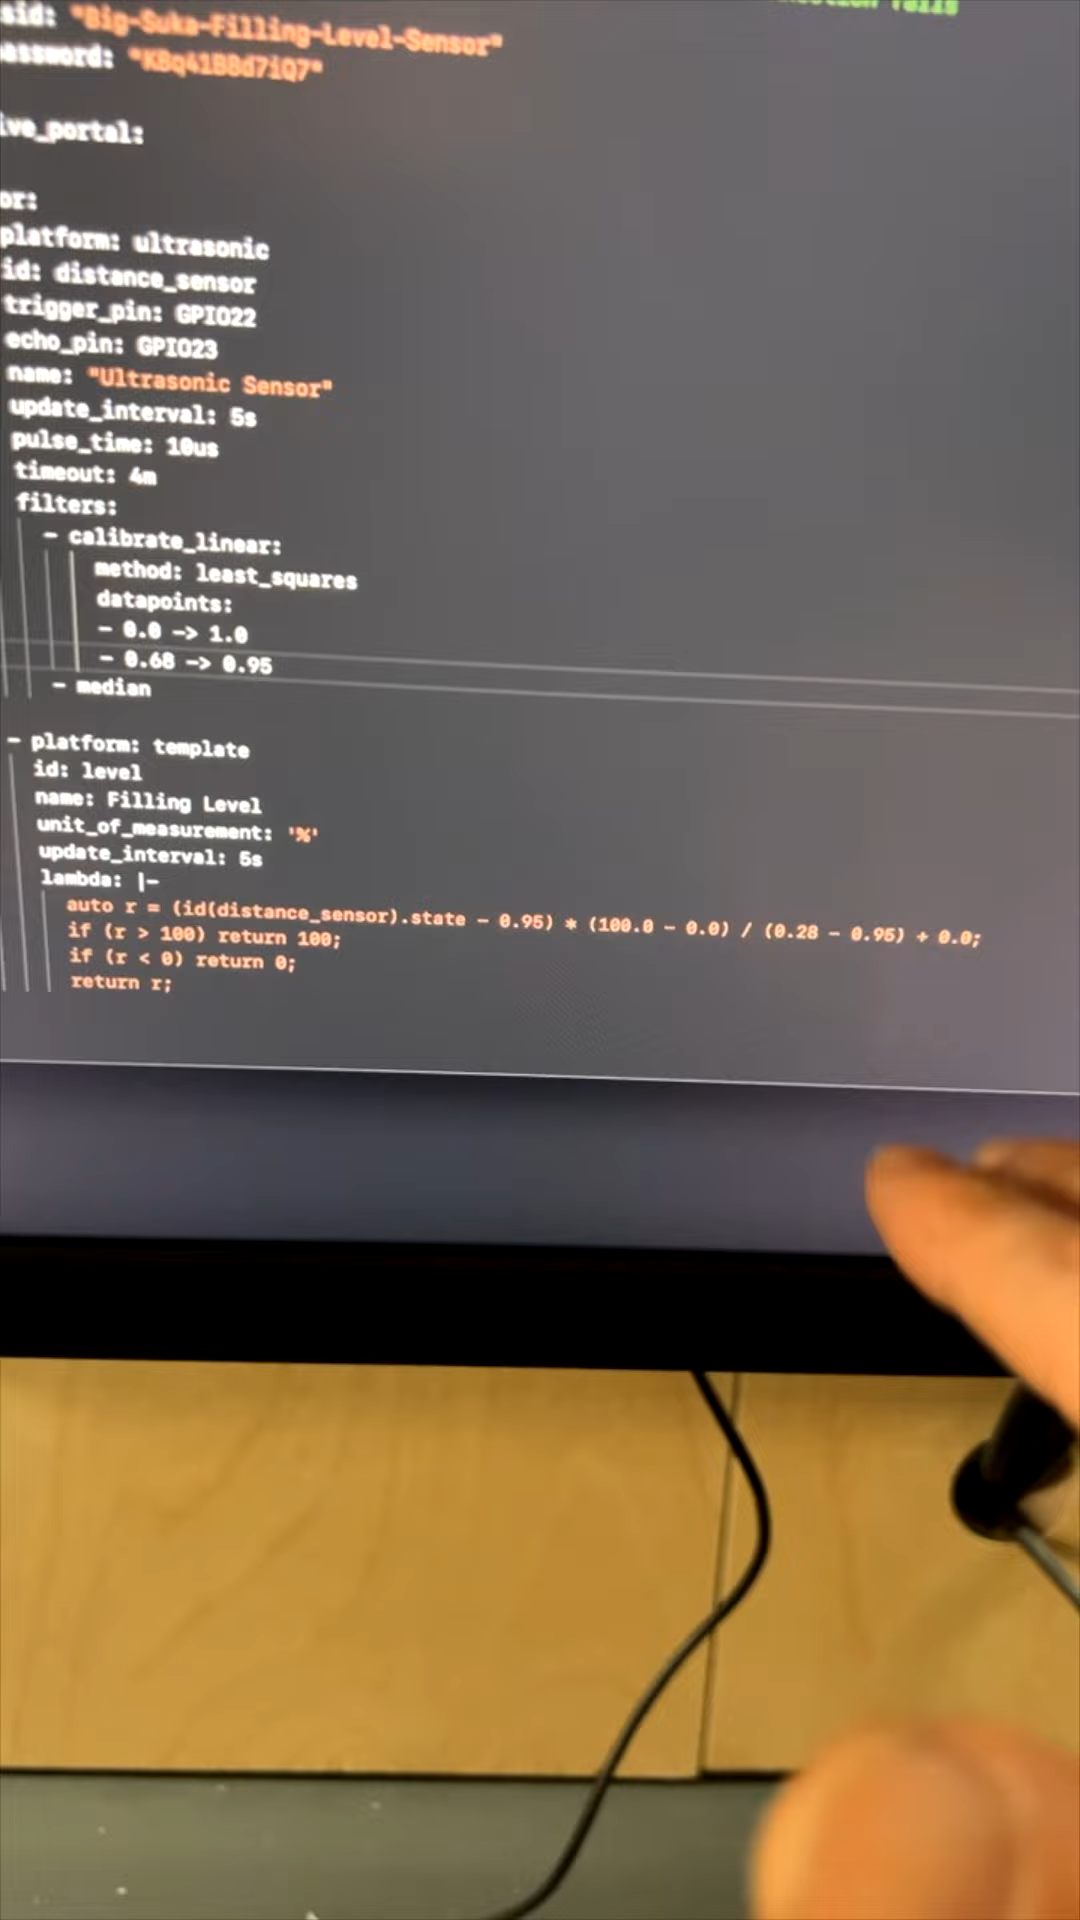 sid: "Big-Suka-Filling-Level-Sensor"
assword: "KBq41B8d7iQ7"
ive_portal:
or:
platform: ultrasonic
id: distance_sensor
trigger_pin: GPIO22
echo_pin: GPIO23
name: "Ultrasonic Sensor"
update_interval: 5s
pulse_time: 10us
timeout: 4m
filters:
- calibrate_linear:
method: least_squares
datapoints:
- 0.0 -> 1.0
- 0.68 -> 0.95
- median
- platform: template
id: level
name: Filling Level
unit_of_measurement: '%'
update_interval: 5s
lambda: |-
auto r = (id(distance_sensor).state - 0.95) * (100.0 - 0.0) / (0.28 - 0.95) + 0.0;
if (r > 100) return 100;
if (r < 0) return 0;
return r;